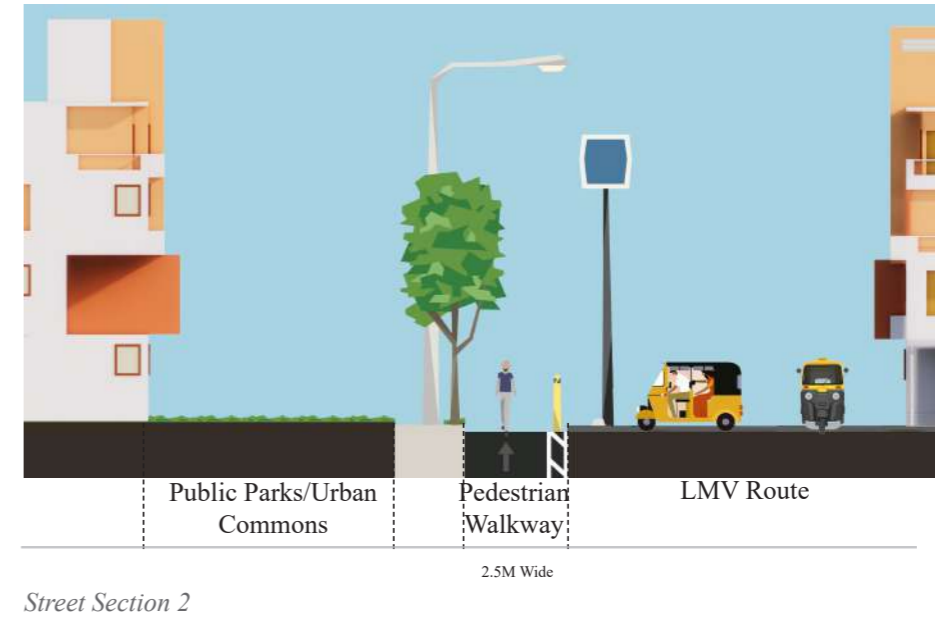 Public Parks/Urban
Commons
Pedestrian
Walkway
LMV Route
2.5M Wide
Street Section 2